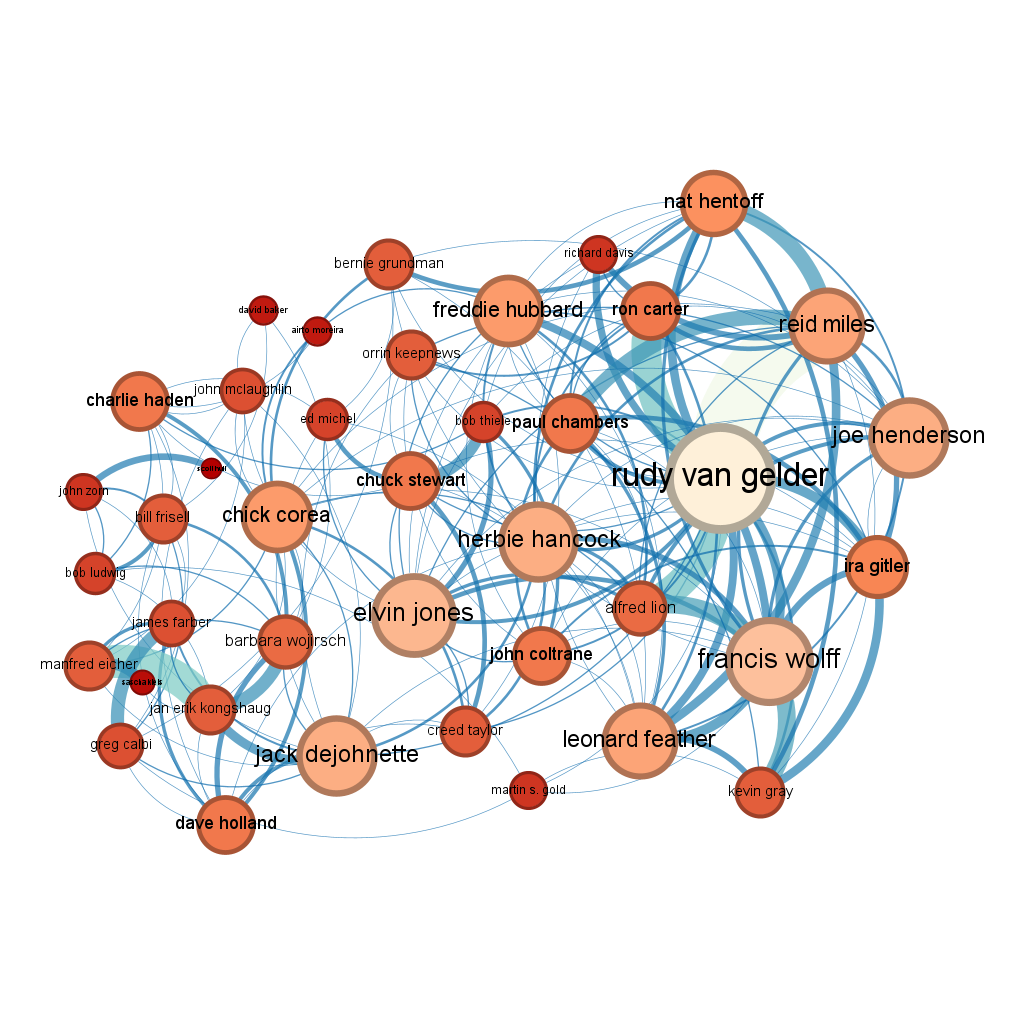 nat hentoff
richard davis
bernie grundman
freddie hubbard
ron carter
david baker
airto moreira
reid miles
orrin keepnews
john mclaughlin
charlie haden
ed michel
bob thiele
paul chambers
joe henderson
rudy van gelder
chuck stewart
john zorn
bill frisell
chick corea
herbie hancock
bob ludwig
ira gitler
alfred lion
elvin jones
james farber
barbara wojirsch
manfred eicher
john coltrane
francis wolff
jan erik kongshaug
creed taylor
leonard feather
greg calbi
jack dejohnette
martin s. gold
kevin gray
dave holland